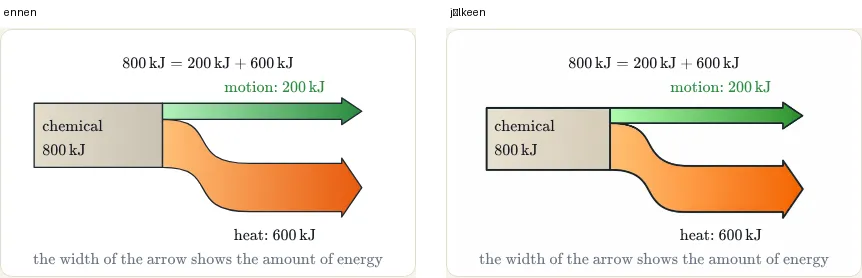 ennen
800 kJ = 200 kJ + 600 kJ
motion: 200 kJ
chemical
800 kJ
heat: 600 kJ
the width of the arrow shows the amount of energy
j▯lkeen
800 kJ = 200 kJ + 600 kJ
motion: 200 kJ
chemical
800 kJ
heat: 600 kJ
the width of the arrow shows the amount of energy